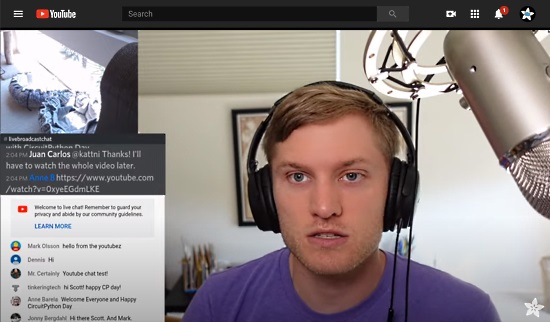 YouTube
Search
1
# livebroadcastchat
with CircuitPython Day
2:04 PM Juan Carlos @kattni Thanks! I'll
have to watch the whole video later.
2:04 PM Anne B https://www.youtube.com
/watch?v=OxyeEGdmLKE
Welcome to live chat! Remember to guard your
privacy and abide by our community guidelines.
LEARN MORE
Mark Olsson hello from the youtubez
Dennis Hi
Mr. Certainly Youtube chat test!
tinkeringtech hi Scott! happy CP day!
Anne Barela Welcome Everyone and Happy
CircuitPython Day
Jonny Bergdahl Hi there Scott. And Mark.